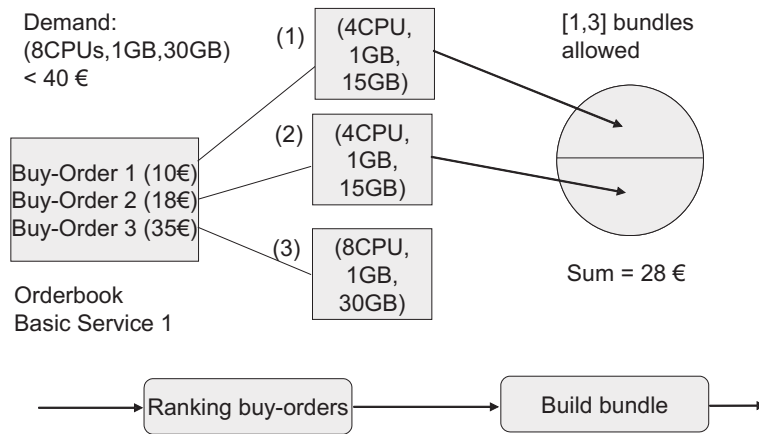 Demand:
(8CPUs,1GB,30GB)
< 40 €
(1)
(4CPU,
1GB,
15GB)
[1,3] bundles
allowed
Buy-Order 1 (10€)
Buy-Order 2 (18€)
Buy-Order 3 (35€)
(2)
(4CPU,
1GB,
15GB)
(3)
(8CPU,
1GB,
30GB)
Sum = 28 €
Orderbook
Basic Service 1
Ranking buy-orders
Build bundle